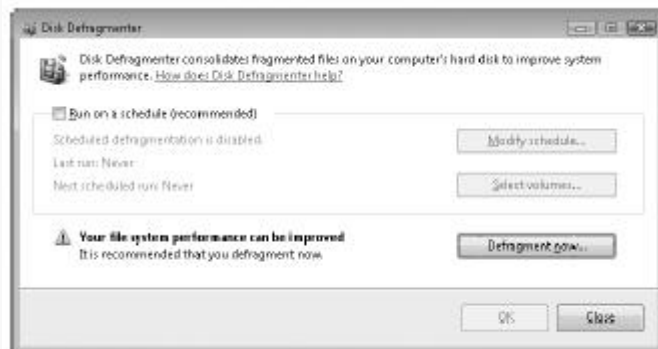 Disk Defragmenter
Disk Defragmenter consolidates fragmented files on your computer's hard disk to improve system
performance. How does Disk Defragmenter help?
Run on a schedule (recommended)
Scheduled defragmentation is disabled.
Modify schedule...
Last run: Never
Next scheduled run: Never
Select volumes...
Your file system performance can be improved
Defragment now...
It is recommended that you defragment now.
OK
Close